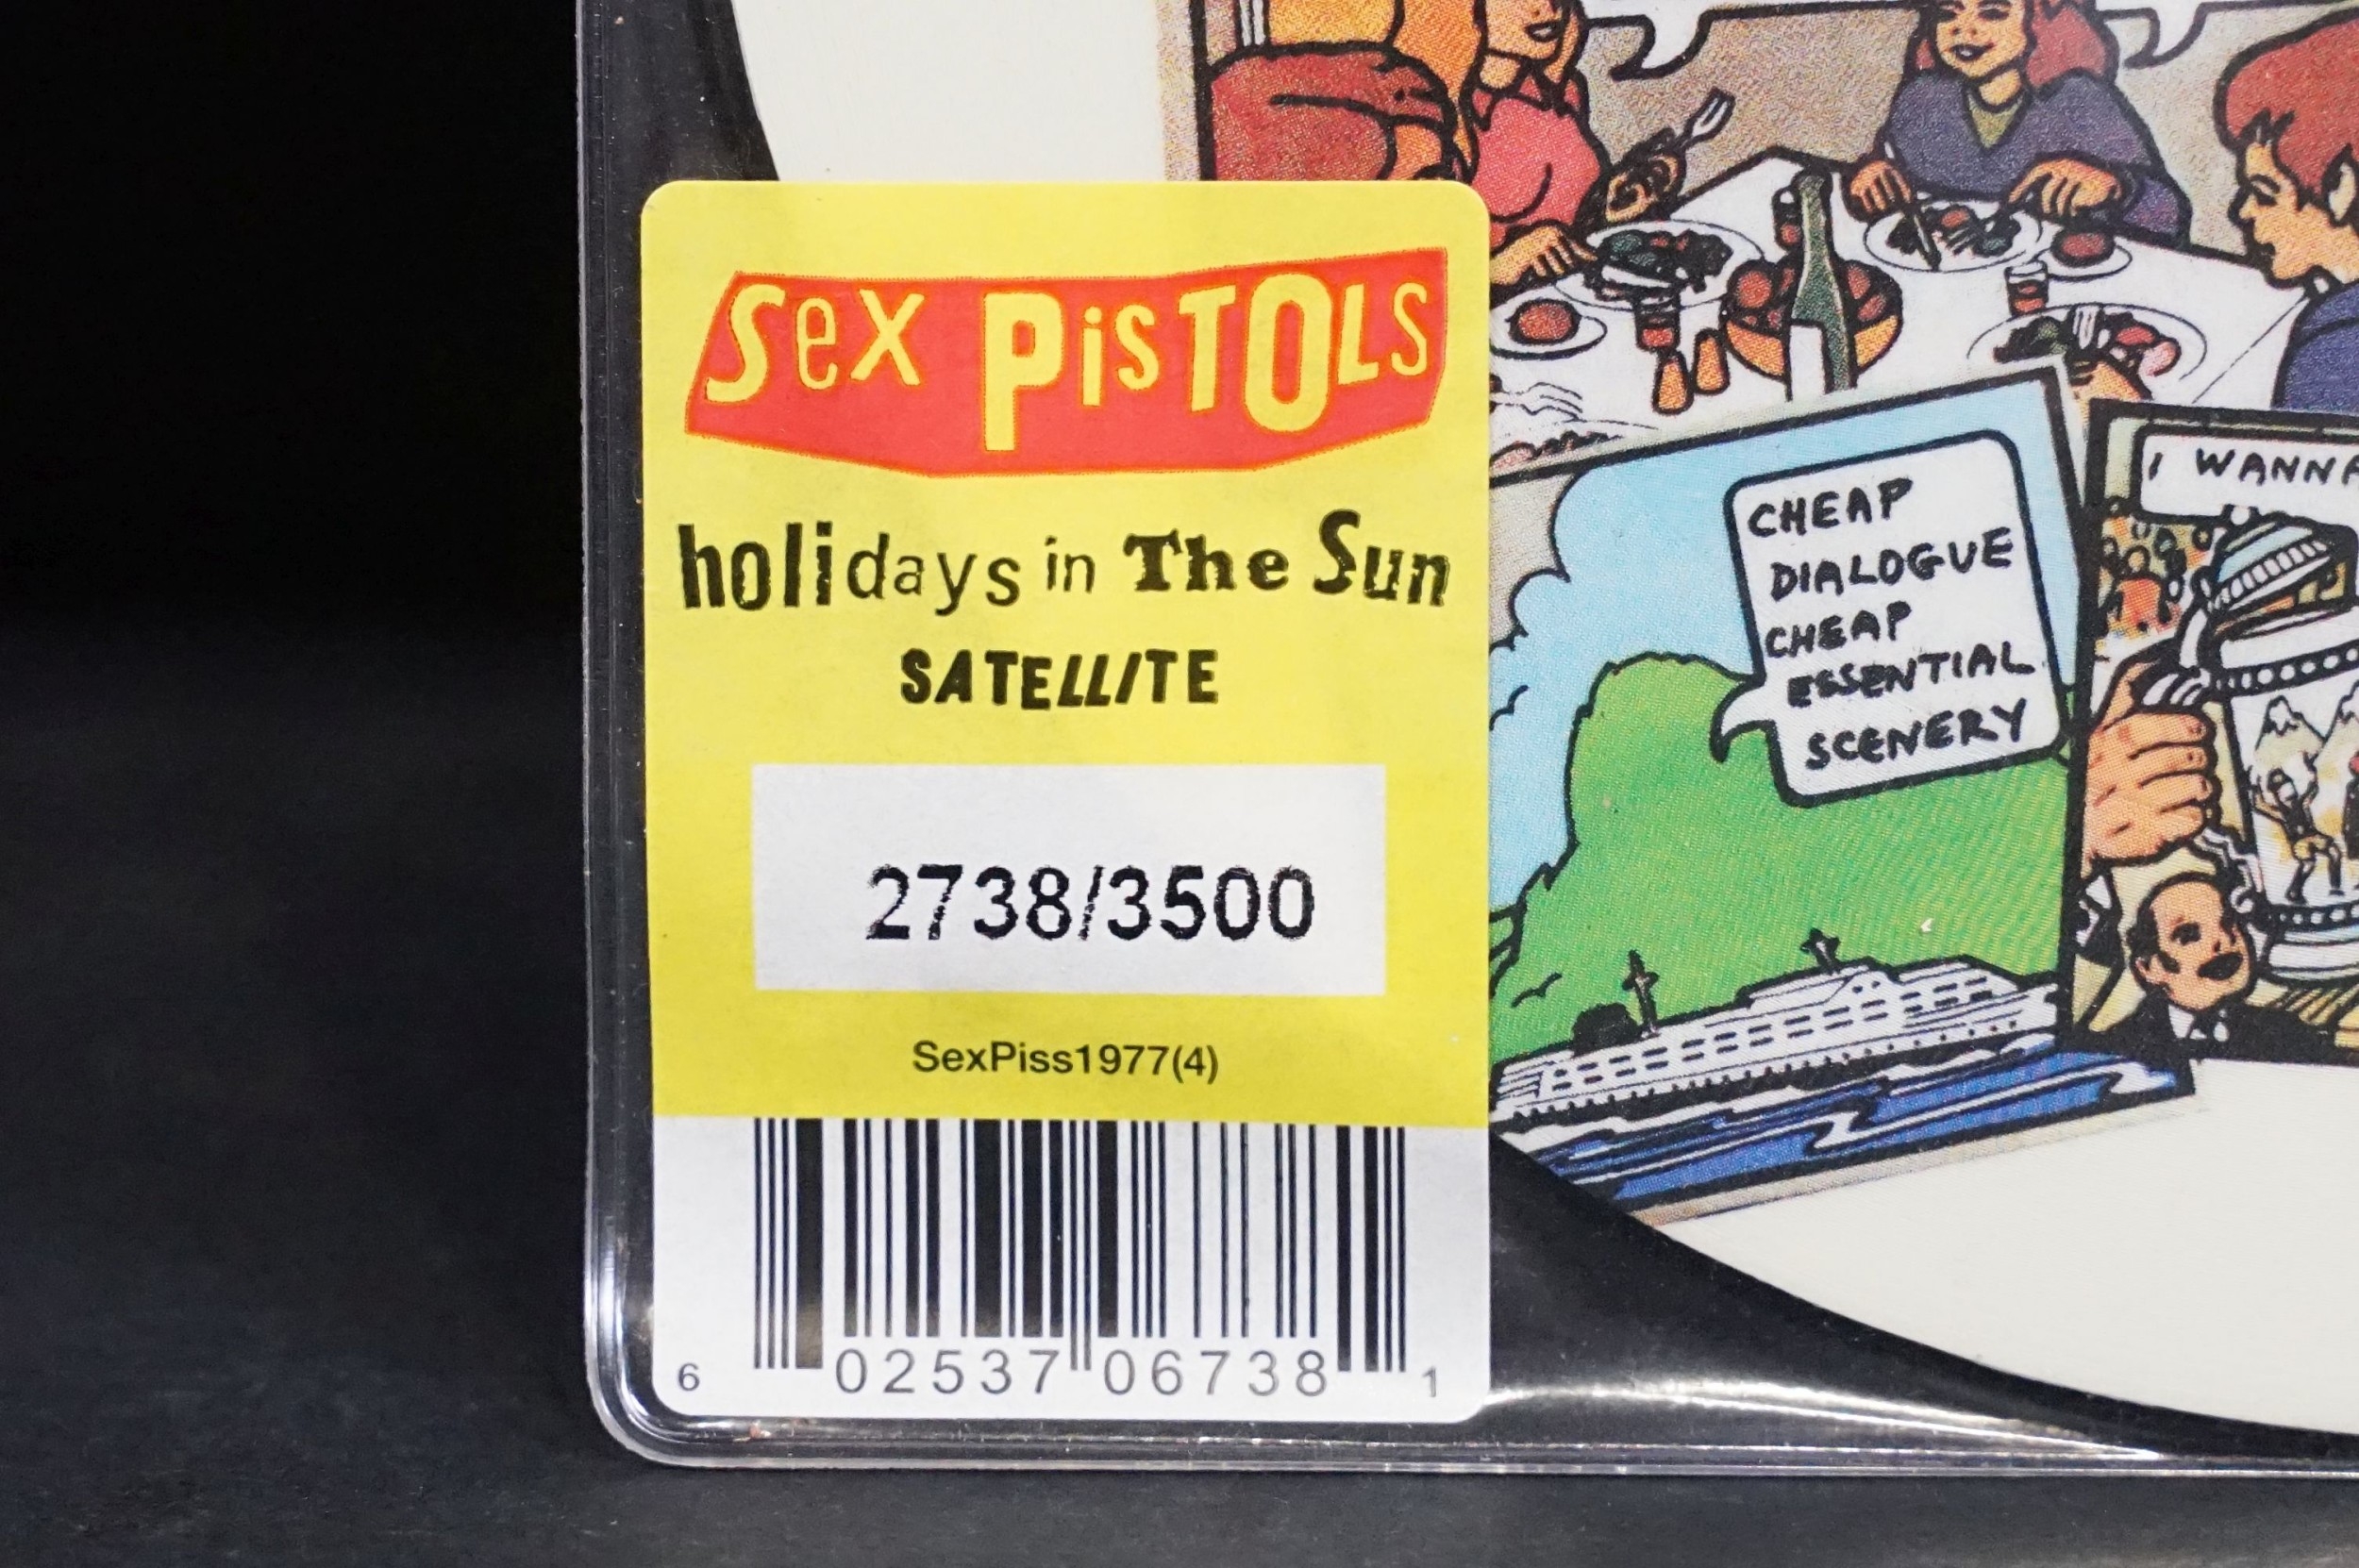 Sex PisTOLS
holidays in The Sun
SATELLITE
2738/3500
SexPiss1977(4)
6 02537 06738 1
CHEAP
DIALOGUE
CHEAP
ESSENTIAL
SCENERY
I WANNA